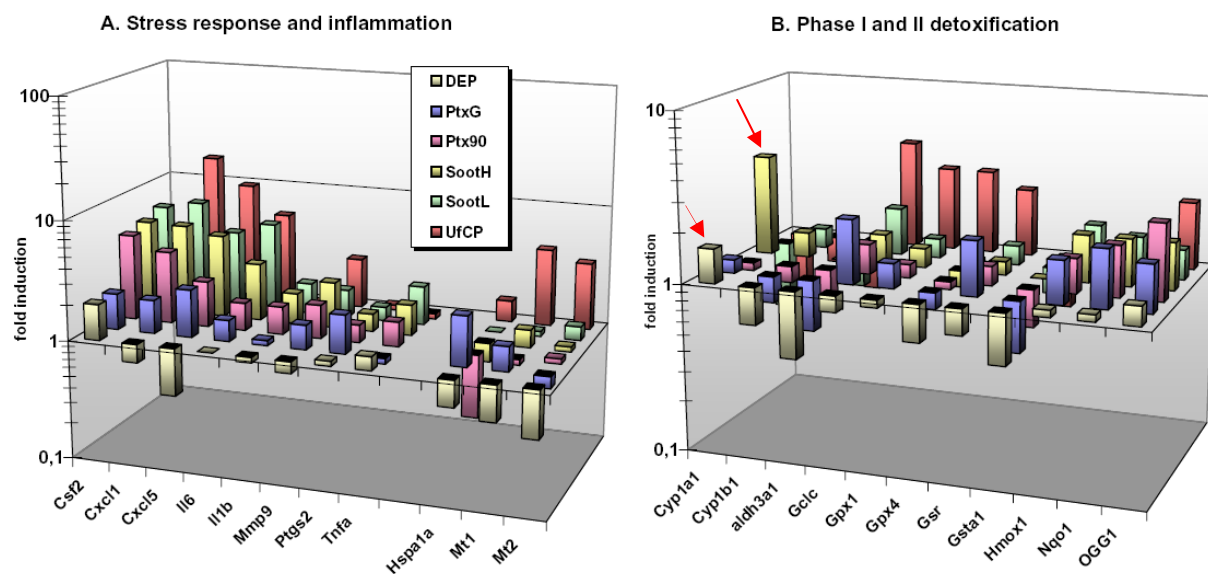 A. Stress response and inflammation
B. Phase I and II detoxification
DEP
PtxG
Ptx90
SootH
SootL
UfCP
fold induction
100
10
1
0,1
Csf2
Cxcl1
Cxcl5
Il6
Il1b
Mmp9
Ptgs2
Tnfa
Hspa1a
Mt1
Mt2
fold induction
10
1
0,1
Cyp1a1
Cyp1b1
aldh3a1
Gclc
Gpx1
Gpx4
Gsr
Gsta1
Hmox1
Nqo1
OGG1